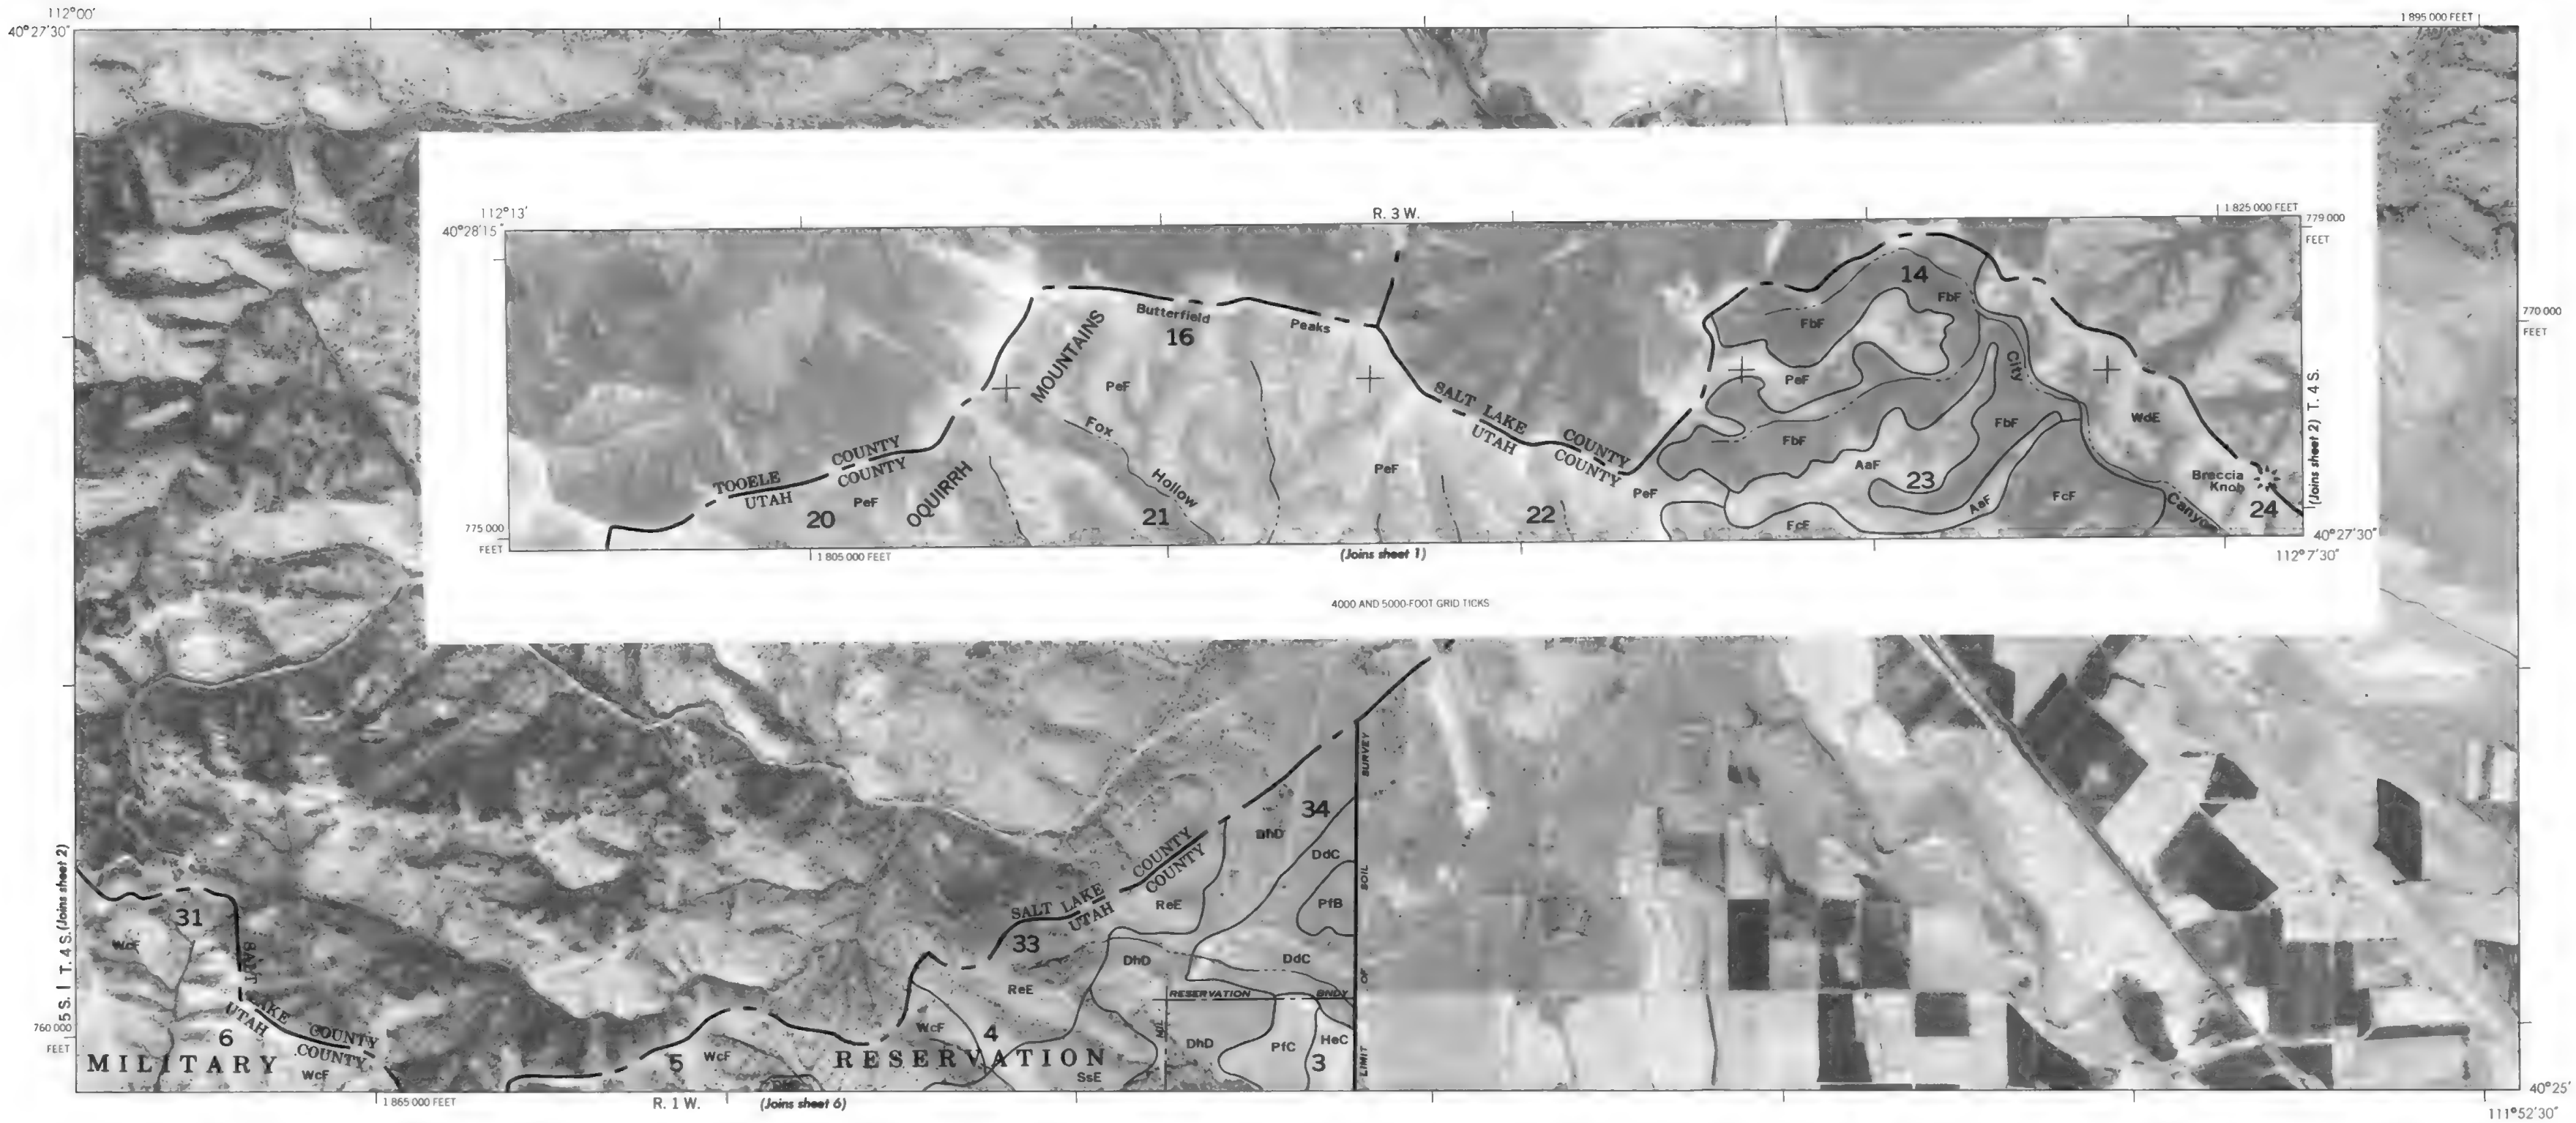 112°00'
1 895 000 FEET
40°27'30"
R. 3 W.
112°13'
1 825 000 FEET
779 000
FEET
40°28'15"
14
FbF
Butterfield
Peaks
16
FbF
770 000
FEET
MOUNTAINS
City
PeF
PeF
SALT LAKE COUNTY
UTAH COUNTY
WdE
(Joins sheet 2) T. 4 S.
Fox
FbF
FbF
TOOELE COUNTY
UTAH COUNTY
OQUIRRH
PeF
AaF
Hollow
PeF
23
Breccia
Knob
PeF
20
21
22
FcF
AaF
FcF
Canyon
24
775 000
FEET
40°27'30"
112°7'30"
1 805 000 FEET
(Joins sheet 1)
4000 AND 5000-FOOT GRID TICKS
34
DhD
DdC
SALT LAKE COUNTY
UTAH COUNTY
ReE
PfB
31
WcF
33
DhD
DdC
ReE
RESERVATION BNDY
MIL
LIMIT OF SOIL SURVEY
5 S. | T. 4 S. (Joins sheet 2)
SALT LAKE COUNTY
UTAH COUNTY
760 000
FEET
6
WcF
4
DhD
PfC
HeC
MILITARY RESERVATION
5
WcF
3
WcF
SsE
40°25'
1 865 000 FEET
R. 1 W.
(Joins sheet 6)
111°52'30"